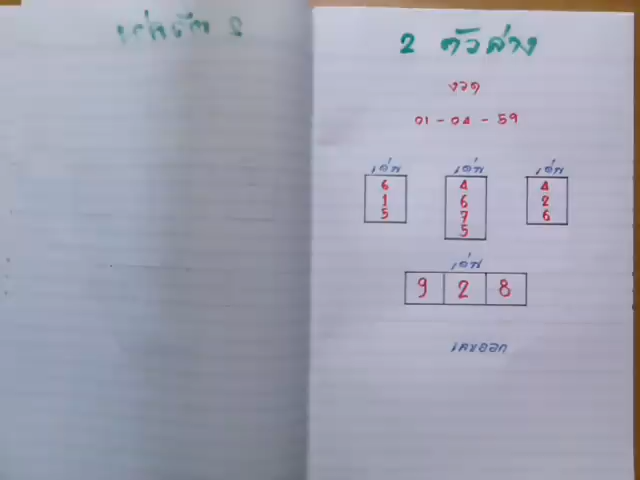 2 ตัวล่าง
งวด
01 - 04 - 59
เด่น เด่น เด่น
6 4 4
1 6 2
5 7 6
5
เด่น
9 2 8
เลขออก